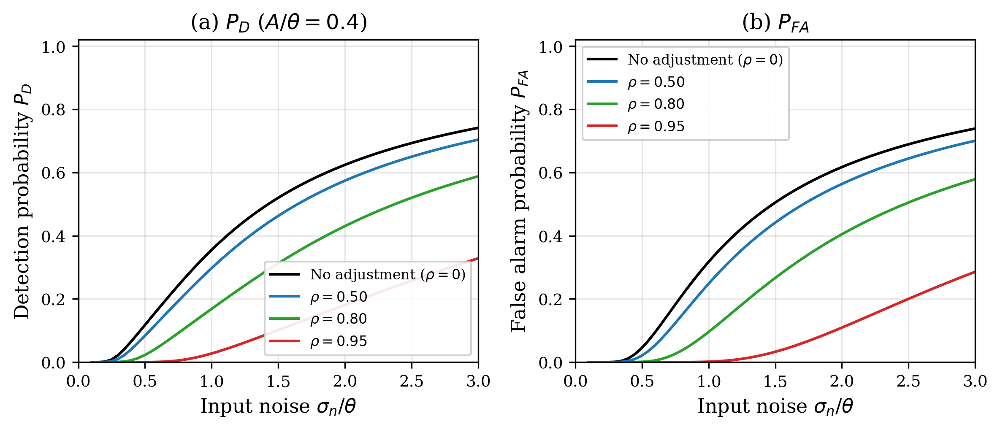 (a) $P_D$ ($A/\theta = 0.4$)
Detection probability $P_D$
1.0
0.8
0.6
0.4
0.2
0.0
No adjustment ($\rho = 0$)
$\rho = 0.50$
$\rho = 0.80$
$\rho = 0.95$
0.0 0.5 1.0 1.5 2.0 2.5 3.0
Input noise $\sigma_n/\theta$
(b) $P_{FA}$
False alarm probability $P_{FA}$
1.0
0.8
0.6
0.4
0.2
0.0
No adjustment ($\rho = 0$)
$\rho = 0.50$
$\rho = 0.80$
$\rho = 0.95$
0.0 0.5 1.0 1.5 2.0 2.5 3.0
Input noise $\sigma_n/\theta$